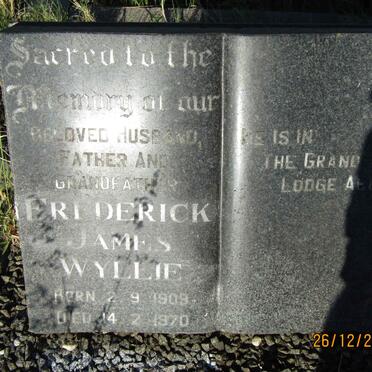 Sacred to the
Memory of our
BELOVED HUSBAND,
FATHER AND
GRANDFATHER
FREDERICK
JAMES
WYLLIE
BORN 2.9.1909.
DIED 14.2.1970.
HE IS IN
THE GRAND
LODGE
26/12/2